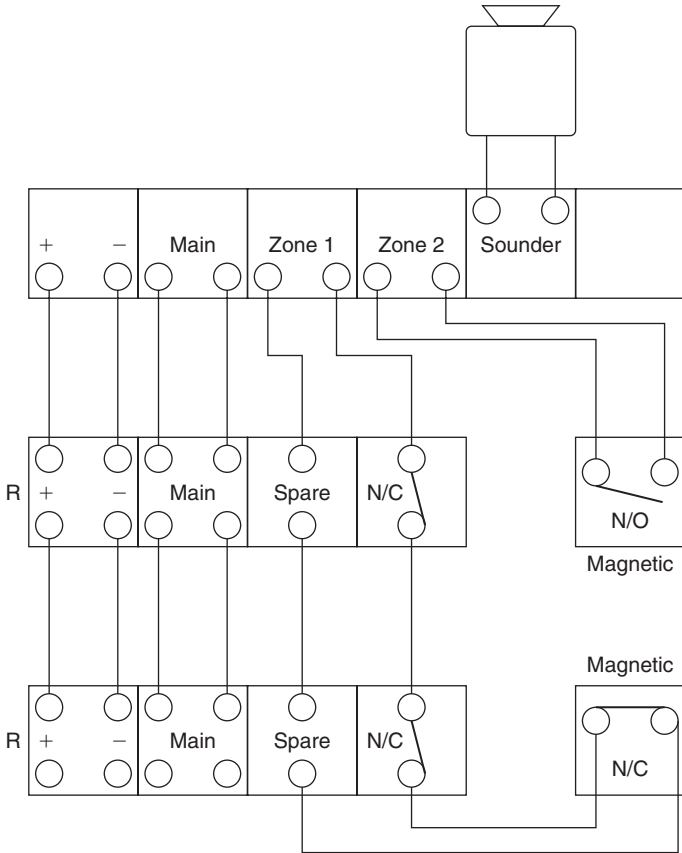 + − Main Zone 1 Zone 2 Sounder
R + − Main Spare N/C
N/O
Magnetic
Magnetic
R + − Main Spare N/C
N/C